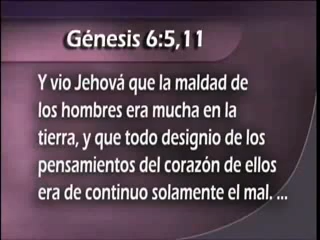 Génesis 6:5,11
Y vio Jehová que la maldad de
los hombres era mucha en la
tierra, y que todo designio de los
pensamientos del corazón de ellos
era de continuo solamente el mal. ...